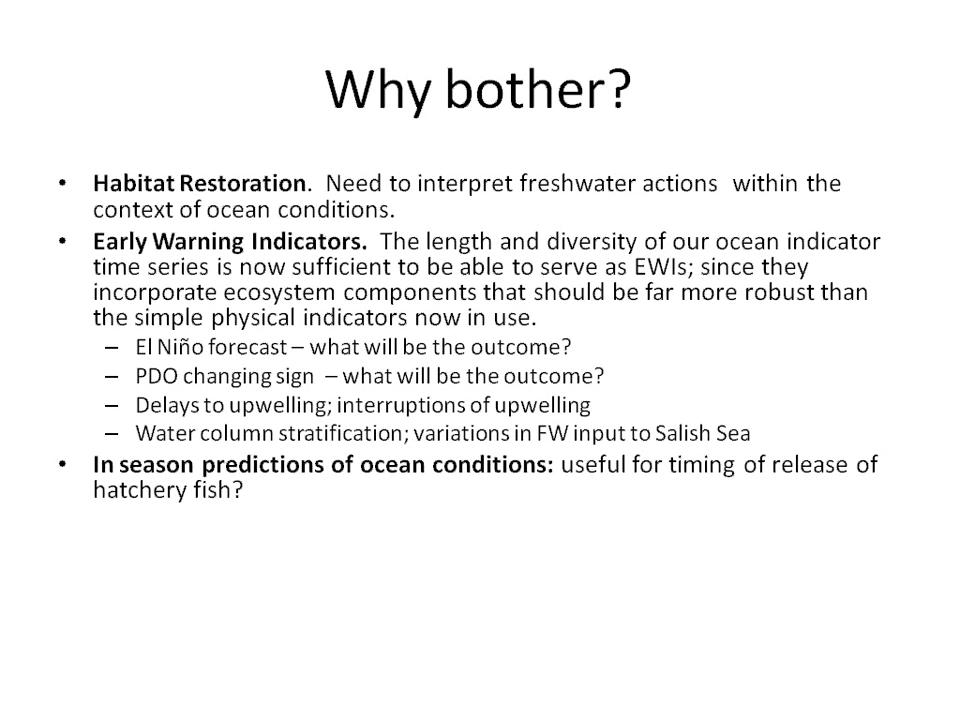 Why bother?
• Habitat Restoration.  Need to interpret freshwater actions  within the
context of ocean conditions.
• Early Warning Indicators.  The length and diversity of our ocean indicator
time series is now sufficient to be able to serve as EWIs; since they
incorporate ecosystem components that should be far more robust than
the simple physical indicators now in use.
– El Niño forecast – what will be the outcome?
– PDO changing sign  – what will be the outcome?
– Delays to upwelling; interruptions of upwelling
– Water column stratification; variations in FW input to Salish Sea
• In season predictions of ocean conditions: useful for timing of release of
hatchery fish?